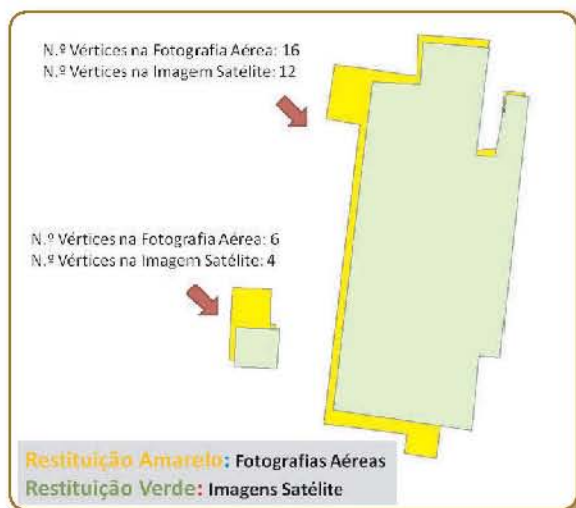 N.º Vértices na Fotografia Aérea: 16
N.º Vértices na Imagem Satélite: 12
N.º Vértices na Fotografia Aérea: 6
N.º Vértices na Imagem Satélite: 4
Restituição Amarelo: Fotografias Aéreas
Restituição Verde: Imagens Satélite